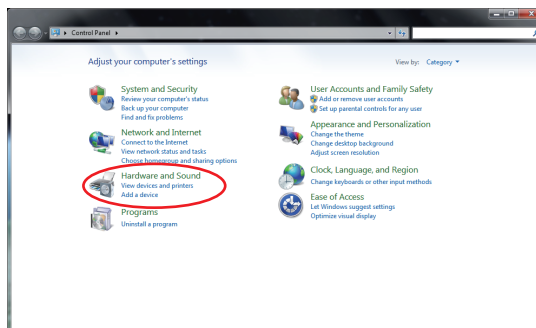 Control Panel
Adjust your computer's settings
View by: Category
System and Security
Review your computer's status
Back up your computer
Find and fix problems
Network and Internet
Connect to the Internet
View network status and tasks
Choose homegroup and sharing options
Hardware and Sound
View devices and printers
Add a device
Programs
Uninstall a program
User Accounts and Family Safety
Add or remove user accounts
Set up parental controls for any user
Appearance and Personalization
Change the theme
Change desktop background
Adjust screen resolution
Clock, Language, and Region
Change keyboards or other input methods
Ease of Access
Let Windows suggest settings
Optimize visual display